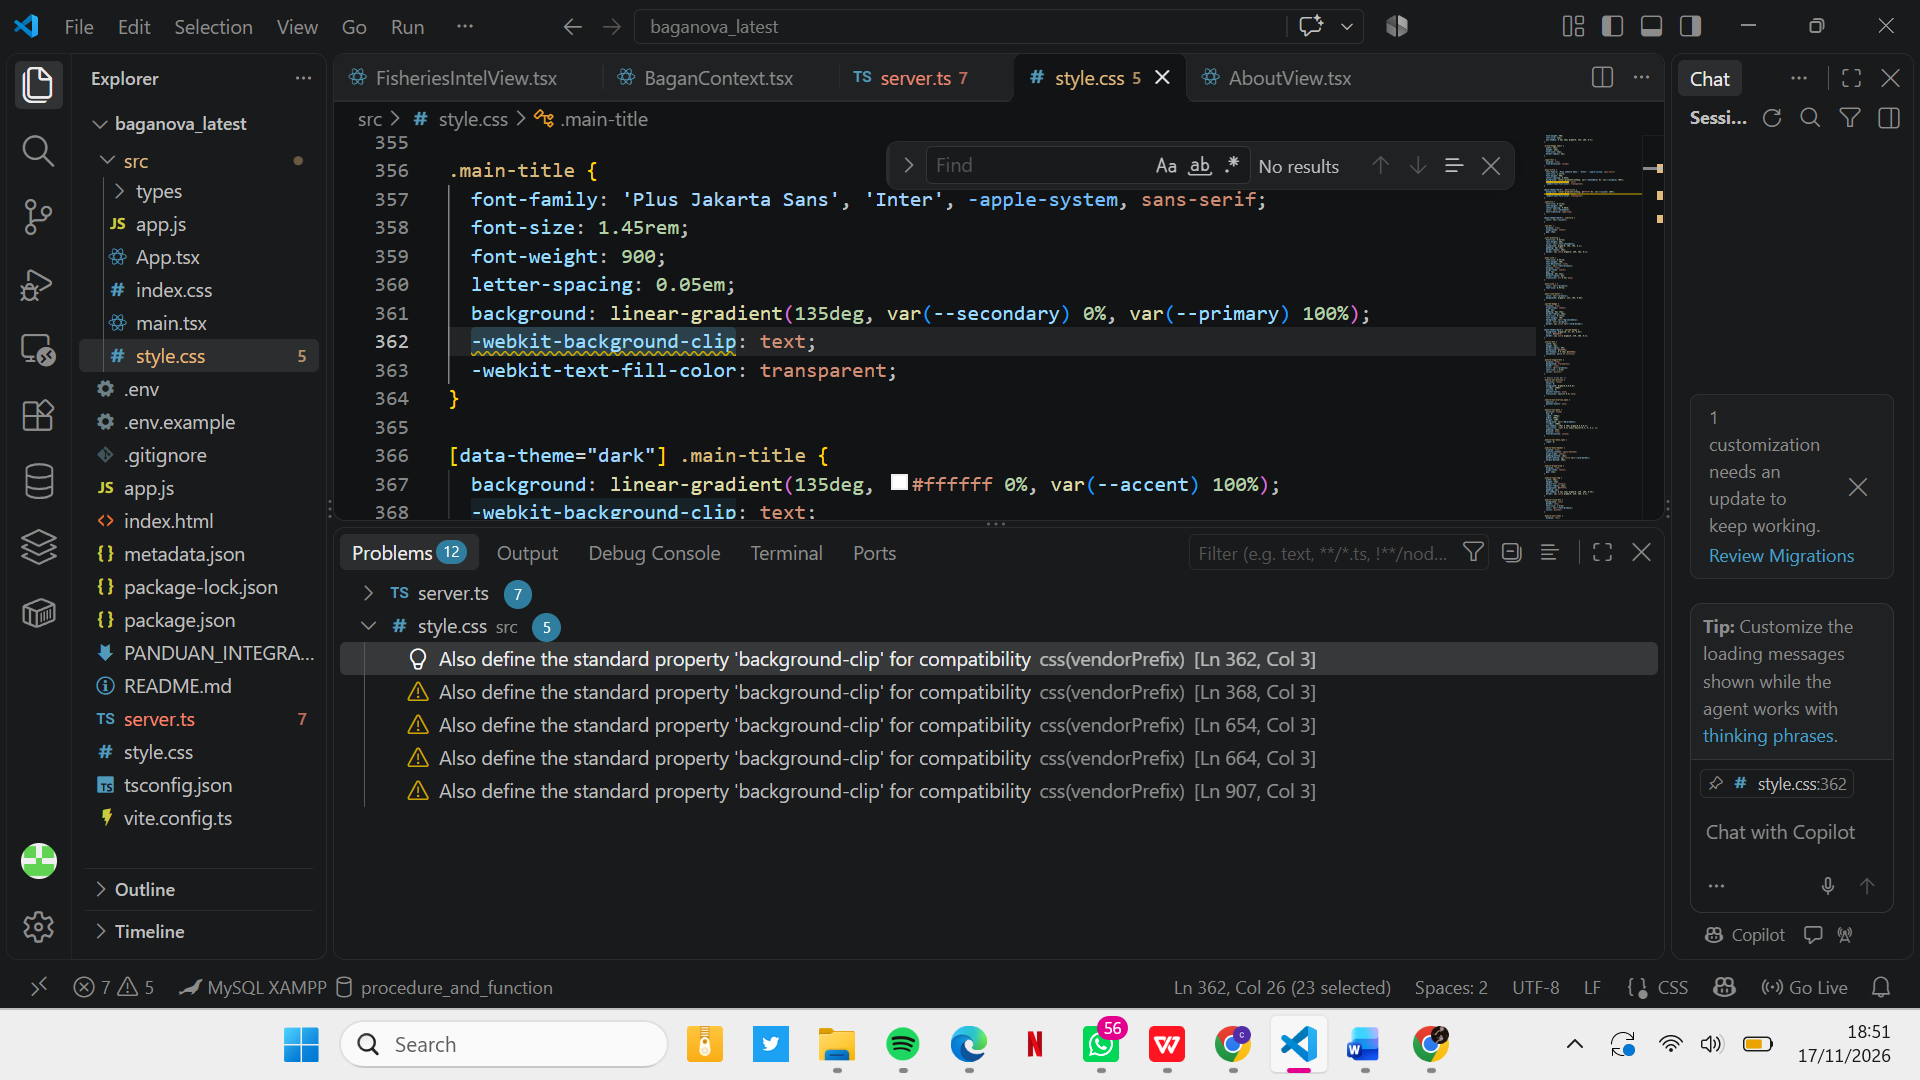 File Edit Selection View Go Run ···
baganova_latest
Explorer
baganova_latest
src
types
JS app.js
App.tsx
# index.css
main.tsx
# style.css 5
.env
.env.example
.gitignore
JS app.js
<> index.html
{} metadata.json
{} package-lock.json
{} package.json
PANDUAN_INTEGRA...
README.md
TS server.ts 7
# style.css
TS tsconfig.json
vite.config.ts
Outline
Timeline
FisheriesIntelView.tsx
BaganContext.tsx
TS server.ts 7
# style.css 5
AboutView.tsx
src > # style.css > .main-title
Find
Aa ab .* No results
355
356 .main-title {
357 font-family: 'Plus Jakarta Sans', 'Inter', -apple-system, sans-serif;
358 font-size: 1.45rem;
359 font-weight: 900;
360 letter-spacing: 0.05em;
361 background: linear-gradient(135deg, var(--secondary) 0%, var(--primary) 100%);
362 -webkit-background-clip: text;
363 -webkit-text-fill-color: transparent;
364 }
365
366 [data-theme="dark"] .main-title {
367 background: linear-gradient(135deg, #ffffff 0%, var(--accent) 100%);
368 -webkit-background-clip: text;
Problems 12 Output Debug Console Terminal Ports
Filter (e.g. text, **/*.ts, !**/nod...
TS server.ts 7
# style.css src 5
Also define the standard property 'background-clip' for compatibility css(vendorPrefix) [Ln 362, Col 3]
Also define the standard property 'background-clip' for compatibility css(vendorPrefix) [Ln 368, Col 3]
Also define the standard property 'background-clip' for compatibility css(vendorPrefix) [Ln 654, Col 3]
Also define the standard property 'background-clip' for compatibility css(vendorPrefix) [Ln 664, Col 3]
Also define the standard property 'background-clip' for compatibility css(vendorPrefix) [Ln 907, Col 3]
Chat
Sessi...
1
customization
needs an
update to
keep working.
Review Migrations
Tip: Customize the
loading messages
shown while the
agent works with
thinking phrases.
# style.css:362
Chat with Copilot
Copilot
7 5 MySQL XAMPP procedure_and_function
Ln 362, Col 26 (23 selected) Spaces: 2 UTF-8 LF {} CSS Go Live
Search
56
18:51
17/11/2026